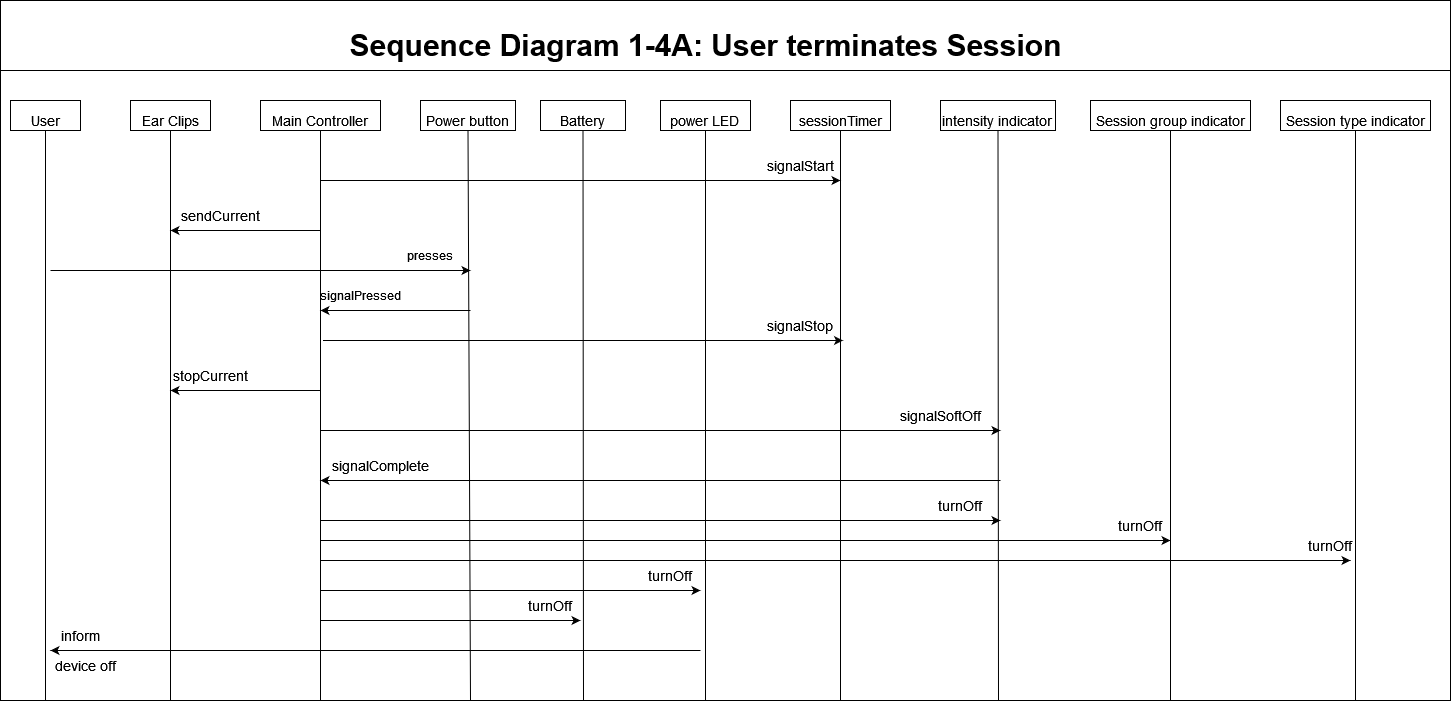 Sequence Diagram 1-4A: User terminates Session
User
Ear Clips
Main Controller
Power button
Battery
power LED
sessionTimer
intensity indicator
Session group indicator
Session type indicator
signalStart
sendCurrent
presses
signalPressed
signalStop
stopCurrent
signalSoftOff
signalComplete
turnOff
turnOff
turnOff
turnOff
turnOff
inform
device off